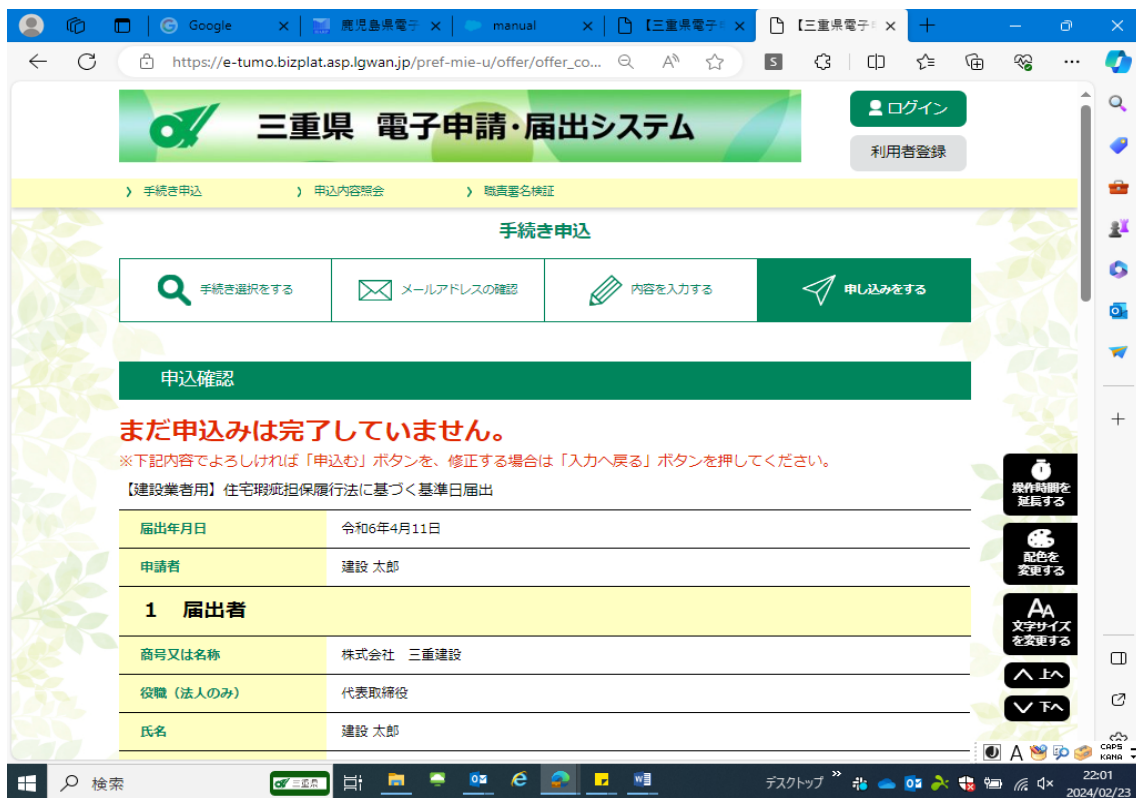 Google
鹿児島県電子
manual
【三重県電子
【三重県電子
https://e-tumo.bizplat.asp.lgwan.jp/pref-mie-u/offer/offer_co...
三重県 電子申請・届出システム
ログイン
利用者登録
手続き申込
申込内容照会
職責署名検証
手続き申込
手続き選択をする
メールアドレスの確認
内容を入力する
申し込みをする
申込確認
まだ申込みは完了していません。
※下記内容でよろしければ「申込む」ボタンを、修正する場合は「入力へ戻る」ボタンを押してください。
【建設業者用】住宅瑕疵担保履行法に基づく基準日届出
届出年月日 令和6年4月11日
申請者 建設 太郎
1 届出者
商号又は名称 株式会社 三重建設
役職（法人のみ） 代表取締役
氏名 建設 太郎
操作時間を
延長する
配色を
変更する
文字サイズ
を変更する
上へ
下へ
A
CAPS
KANA
検索
三重県
デスクトップ
22:01
2024/02/23